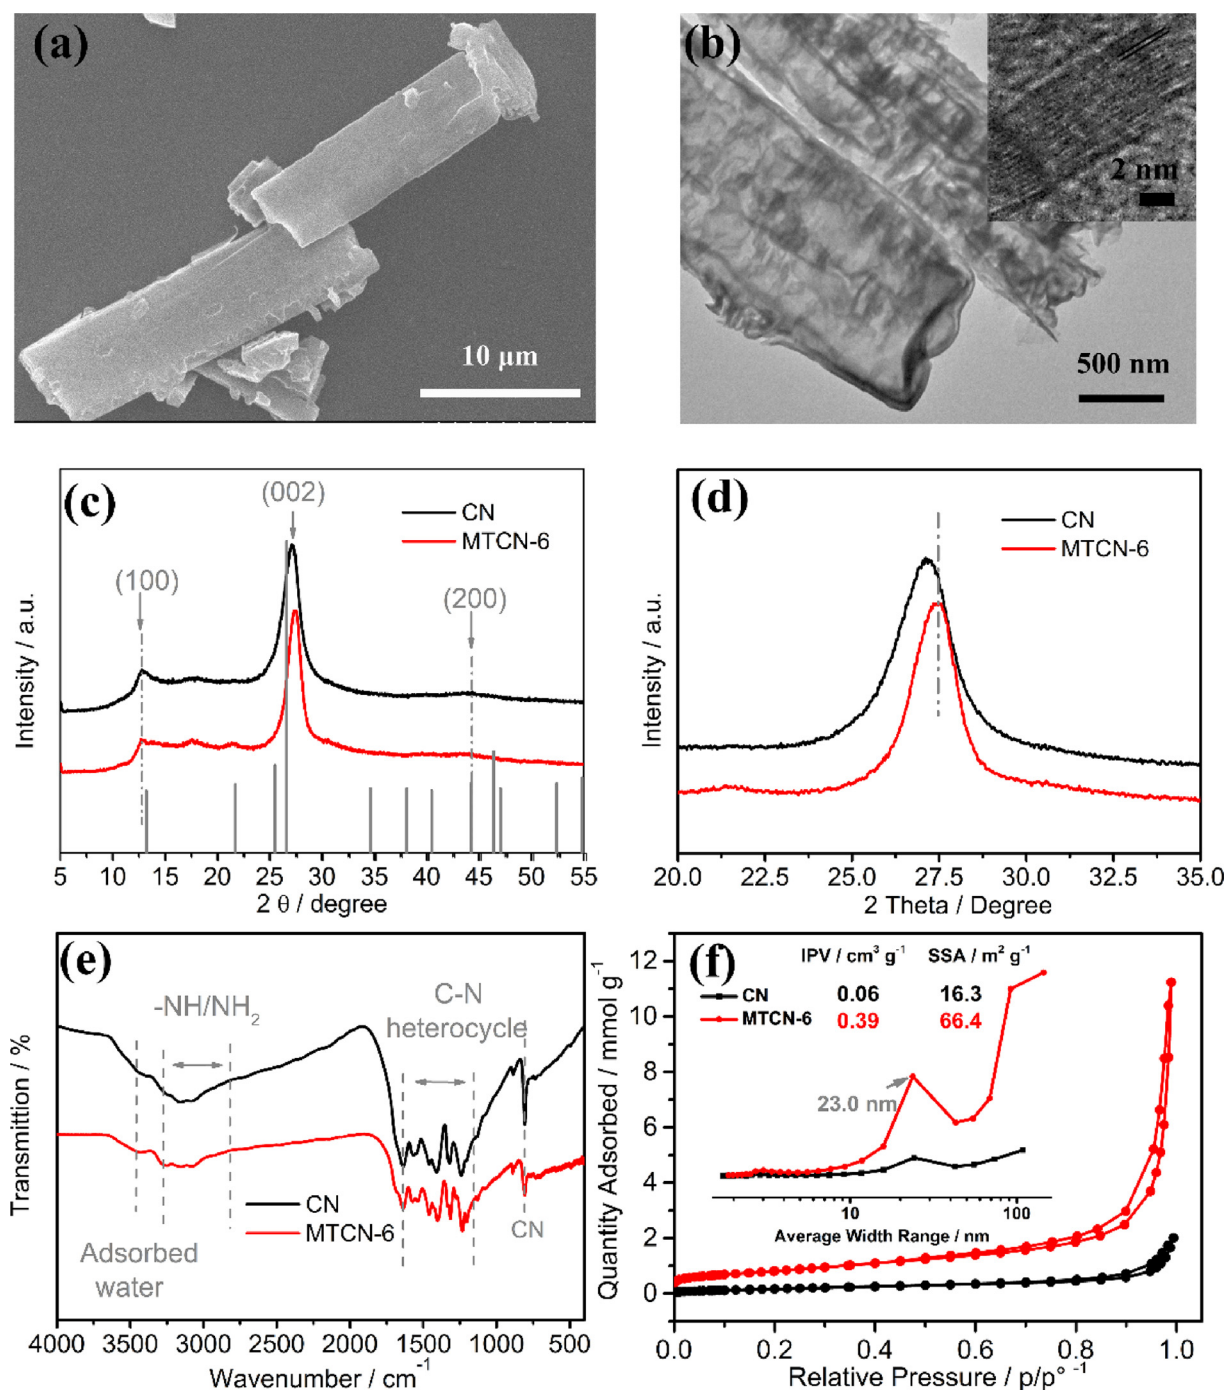 (a)
10 μm
(b)
2 nm
500 nm
(c)
(002)
(100)
(200)
CN
MTCN-6
Intensity / a.u.
5 10 15 20 25 30 35 40 45 50 55
2 θ / degree
(d)
CN
MTCN-6
Intensity / a.u.
20.0 22.5 25.0 27.5 30.0 32.5 35.0
2 Theta / Degree
(e)
-NH/NH₂
C-N
heterocycle
CN
MTCN-6
Adsorbed
water
CN
Transmittion / %
4000 3500 3000 2500 2000 1500 1000 500
Wavenumber / cm⁻¹
(f)
IPV / cm³ g⁻¹ SSA / m² g⁻¹
CN 0.06 16.3
MTCN-6 0.39 66.4
23.0 nm
10 100
Average Width Range / nm
Quantity Adsorbed / mmol g⁻¹
12
10
8
6
4
2
0
0.0 0.2 0.4 0.6 0.8 1.0
Relative Pressure / p/p° ⁻¹